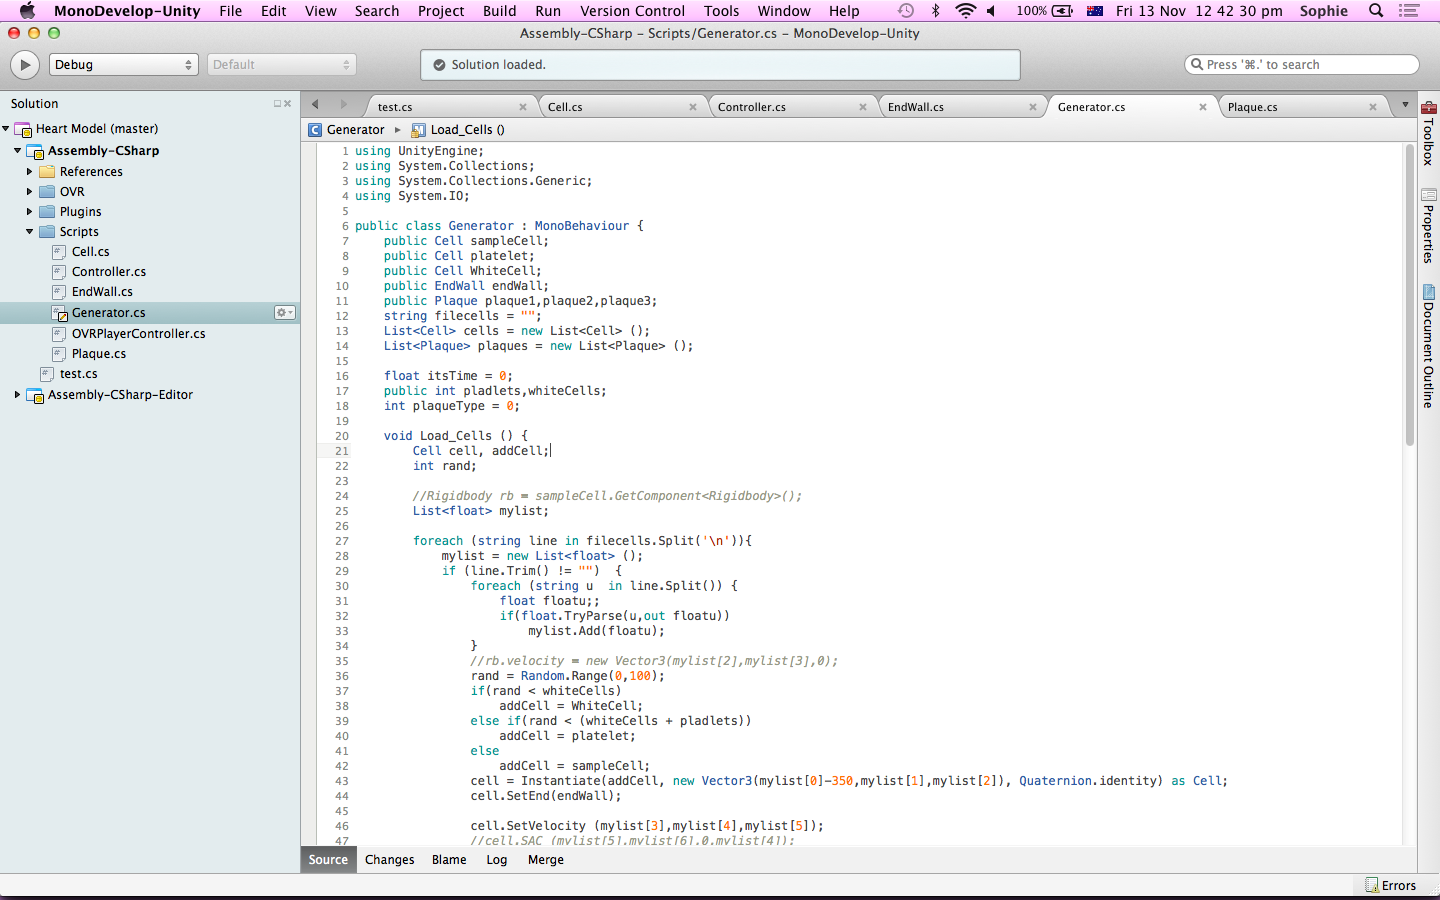 MonoDevelop-Unity File Edit View Search Project Build Run Version Control Tools Window Help 100% Fri 13 Nov 12 42 30 pm Sophie
Assembly-CSharp – Scripts/Generator.cs – MonoDevelop-Unity
Debug Default Solution loaded. Press '⌘.' to search
Solution
Heart Model (master)
Assembly-CSharp
References
OVR
Plugins
Scripts
Cell.cs
Controller.cs
EndWall.cs
Generator.cs
OVRPlayerController.cs
Plaque.cs
test.cs
Assembly-CSharp-Editor
test.cs Cell.cs Controller.cs EndWall.cs Generator.cs Plaque.cs
Generator Load_Cells ()
1 using UnityEngine;
2 using System.Collections;
3 using System.Collections.Generic;
4 using System.IO;
5
6 public class Generator : MonoBehaviour {
7 public Cell sampleCell;
8 public Cell platelet;
9 public Cell WhiteCell;
10 public EndWall endWall;
11 public Plaque plaque1,plaque2,plaque3;
12 string filecells = "";
13 List<Cell> cells = new List<Cell> ();
14 List<Plaque> plaques = new List<Plaque> ();
15
16 float itsTime = 0;
17 public int pladlets,whiteCells;
18 int plaqueType = 0;
19
20 void Load_Cells () {
21 Cell cell, addCell;
22 int rand;
23
24 //Rigidbody rb = sampleCell.GetComponent<Rigidbody>();
25 List<float> mylist;
26
27 foreach (string line in filecells.Split('\n')){
28 mylist = new List<float> ();
29 if (line.Trim() != "") {
30 foreach (string u in line.Split()) {
31 float floatu;;
32 if(float.TryParse(u,out floatu))
33 mylist.Add(floatu);
34 }
35 //rb.velocity = new Vector3(mylist[2],mylist[3],0);
36 rand = Random.Range(0,100);
37 if(rand < whiteCells)
38 addCell = WhiteCell;
39 else if(rand < (whiteCells + pladlets))
40 addCell = platelet;
41 else
42 addCell = sampleCell;
43 cell = Instantiate(addCell, new Vector3(mylist[0]-350,mylist[1],mylist[2]), Quaternion.identity) as Cell;
44 cell.SetEnd(endWall);
45
46 cell.SetVelocity (mylist[3],mylist[4],mylist[5]);
47 //cell.SAC (mylist[5],mylist[6],0,mylist[4]);
Source Changes Blame Log Merge
Toolbox
Properties
Document Outline
Errors